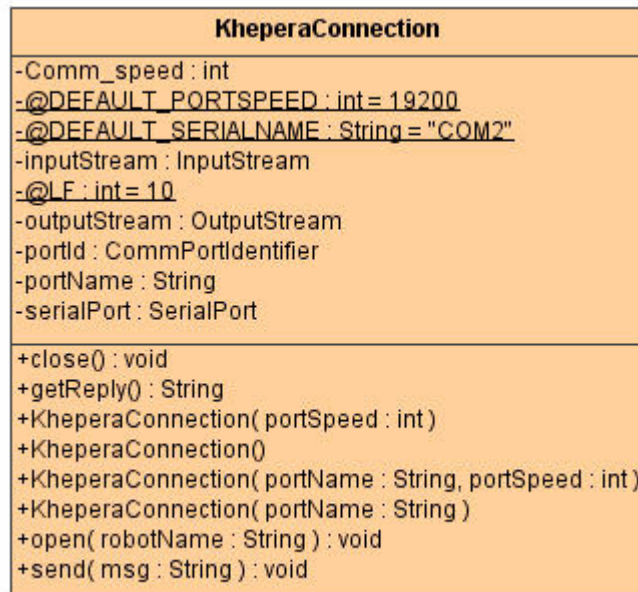 KheperaConnection
-Comm_speed : int
-@DEFAULT_PORTSPEED : int = 19200
-@DEFAULT_SERIALNAME : String = "COM2"
-inputStream : InputStream
-@LF : int = 10
-outputStream : OutputStream
-portId : CommPortIdentifier
-portName : String
-serialPort : SerialPort
+close() : void
+getReply() : String
+KheperaConnection( portSpeed : int )
+KheperaConnection()
+KheperaConnection( portName : String, portSpeed : int )
+KheperaConnection( portName : String )
+open( robotName : String ) : void
+send( msg : String ) : void